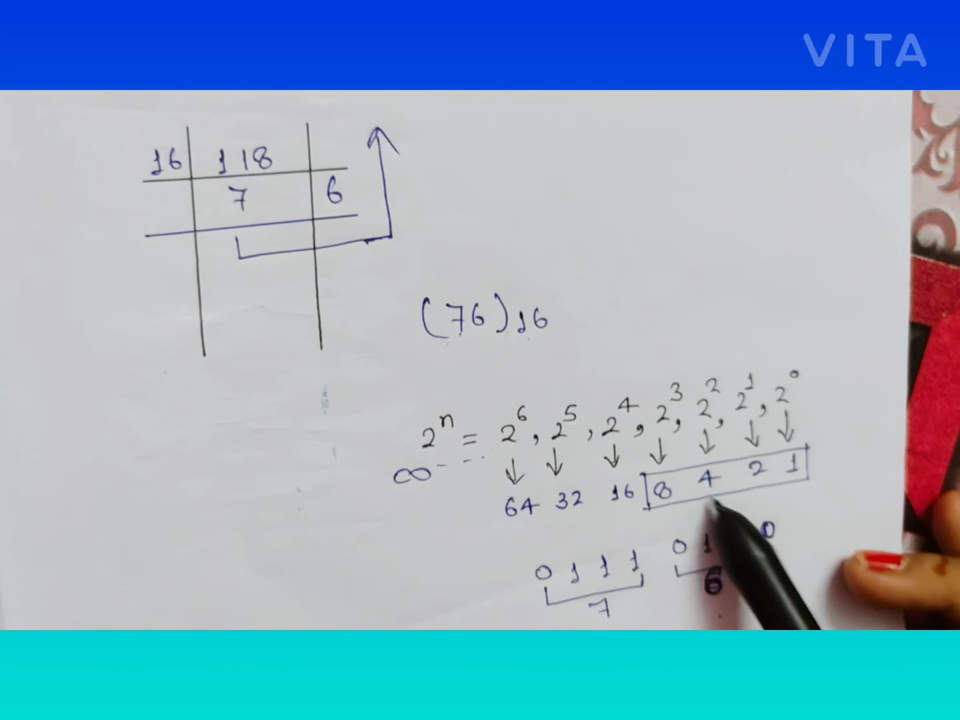 VITA
16 118
7 6
(76)16
2^n = 2^6, 2^5, 2^4, 2^3, 2^2, 2^1, 2^0
∞
64 32 16 8 4 2 1
0 1 1 1 0 1 0
7 6